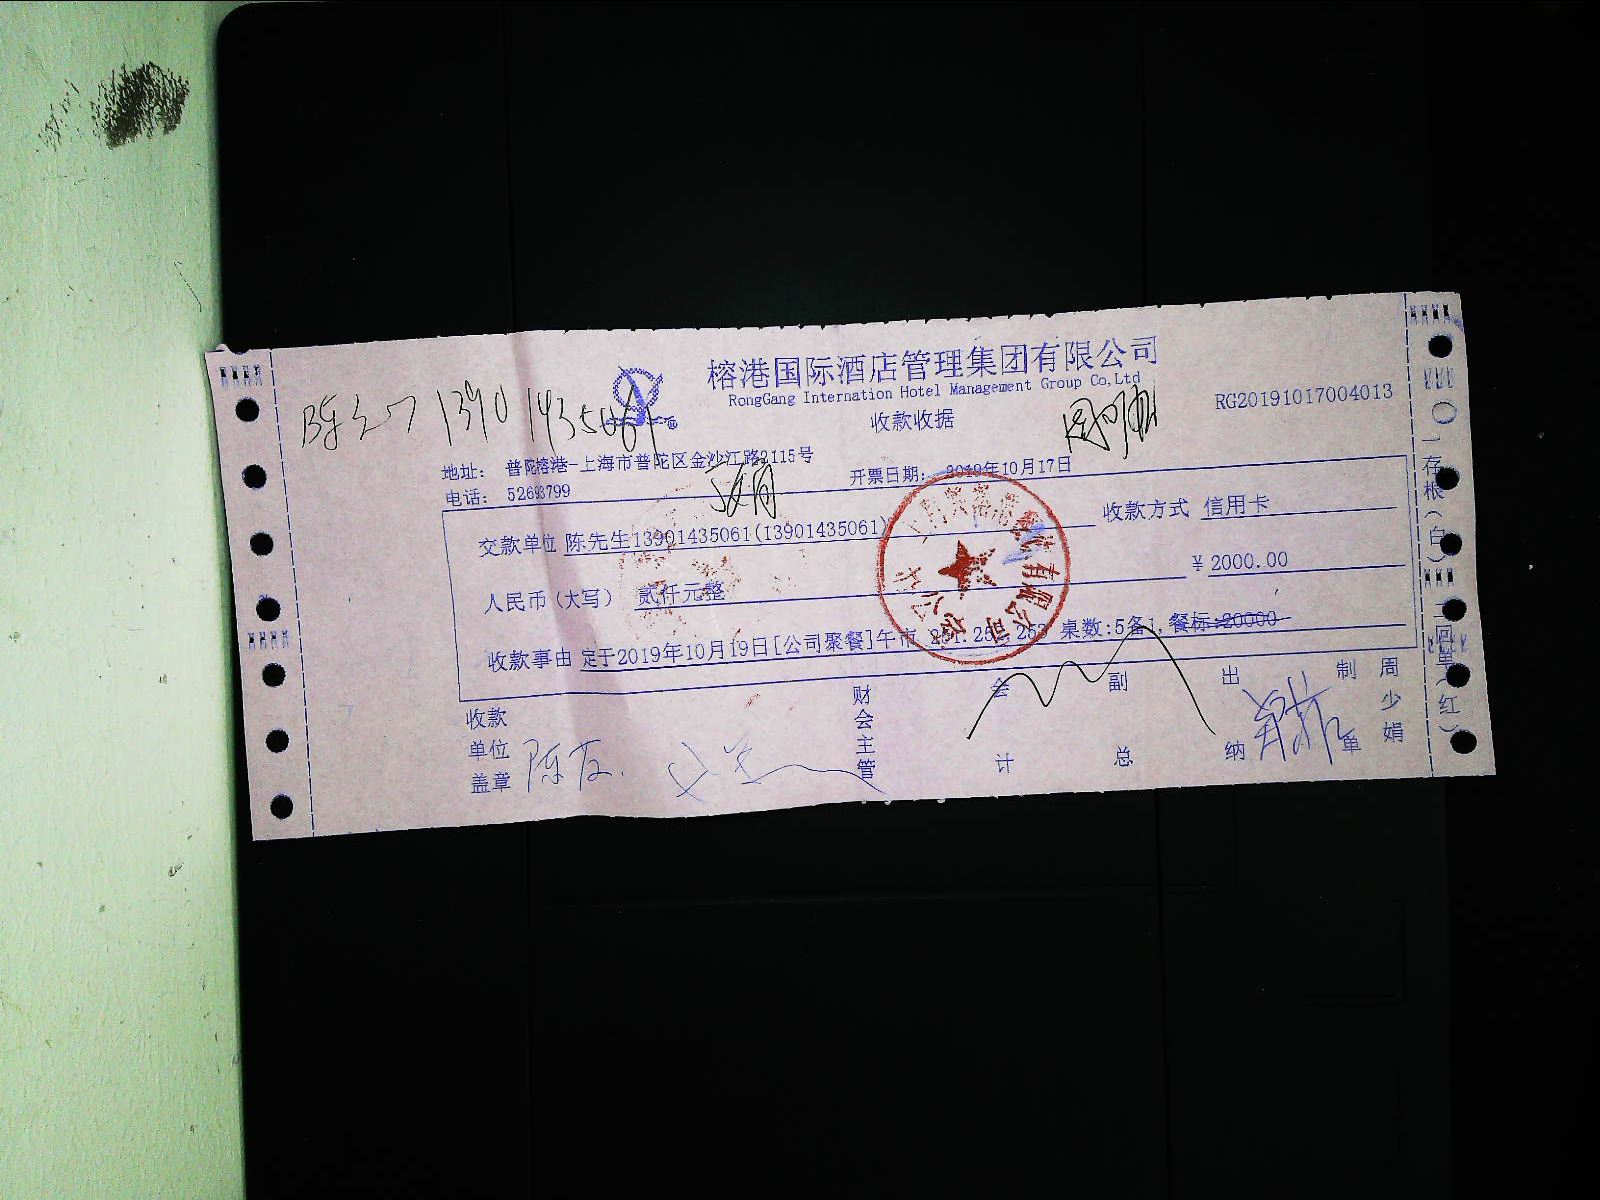 榕港国际酒店管理集团有限公司
RongGang Internation Hotel Management Group Co,Ltd
收款收据
RG20191017004013
13901435061
地址： 普陀榕港-上海市普陀区金沙江路2115号
电话： 52693799
开票日期： 2019年10月17日
交款单位 陈先生13901435061(13901435061)
收款方式 信用卡
人民币（大写） 贰仟元整
¥ 2000.00
收款事由 定于2019年10月19日[公司聚餐]午市 251.252.253 桌数:5备1,餐标:20000
收款单位盖章
财会主管
会计
副总
出纳
制单
周少娟
一存根（白）二回单（红）
有限公司